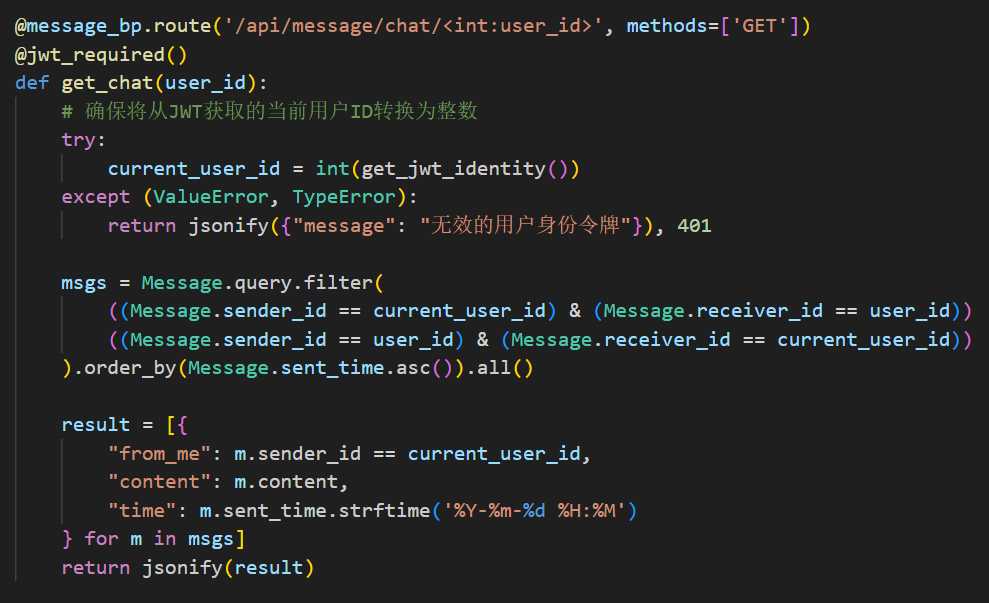 @message_bp.route('/api/message/chat/<int:user_id>', methods=['GET'])
@jwt_required()
def get_chat(user_id):
    # 确保将从JWT获取的当前用户ID转换为整数
    try:
        current_user_id = int(get_jwt_identity())
    except (ValueError, TypeError):
        return jsonify({"message": "无效的用户身份令牌"}), 401

    msgs = Message.query.filter(
        ((Message.sender_id == current_user_id) & (Message.receiver_id == user_id))
        ((Message.sender_id == user_id) & (Message.receiver_id == current_user_id))
    ).order_by(Message.sent_time.asc()).all()

    result = [{
        "from_me": m.sender_id == current_user_id,
        "content": m.content,
        "time": m.sent_time.strftime('%Y-%m-%d %H:%M')
    } for m in msgs]
    return jsonify(result)